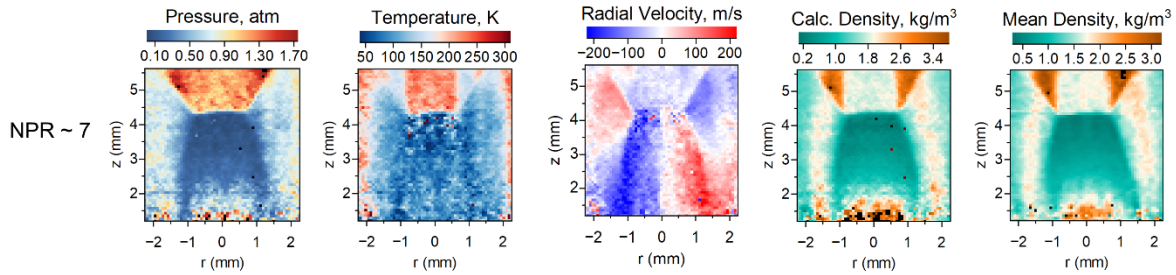 Pressure, atm
0.10 0.50 0.90 1.30 1.70
Temperature, K
50 100 150 200 250 300
Radial Velocity, m/s
−200 −100 0 100 200
Calc. Density, kg/m³
0.2 1.0 1.8 2.6 3.4
Mean Density, kg/m³
0.5 1.0 1.5 2.0 2.5 3.0
NPR ~ 7
z (mm)
5
4
3
2
−2 −1 0 1 2
r (mm)
z (mm)
5
4
3
2
−2 −1 0 1 2
r (mm)
z (mm)
5
4
3
2
−2 −1 0 1 2
r (mm)
z (mm)
5
4
3
2
−2 −1 0 1 2
r (mm)
z (mm)
5
4
3
2
−2 −1 0 1 2
r (mm)